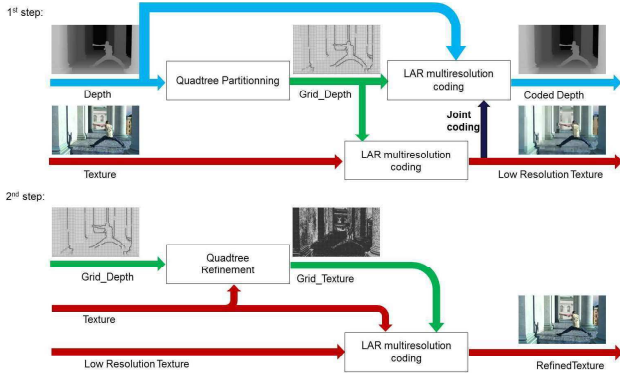 1st step:
Quadtree Partitionning
LAR multiresolution
coding
Depth
Grid_Depth
Coded Depth
Joint
coding
LAR multiresolution
coding
Texture
Low Resolution Texture
2nd step:
Quadtree
Refinement
Grid_Depth
Grid_Texture
Texture
LAR multiresolution
coding
Low Resolution Texture
RefinedTexture